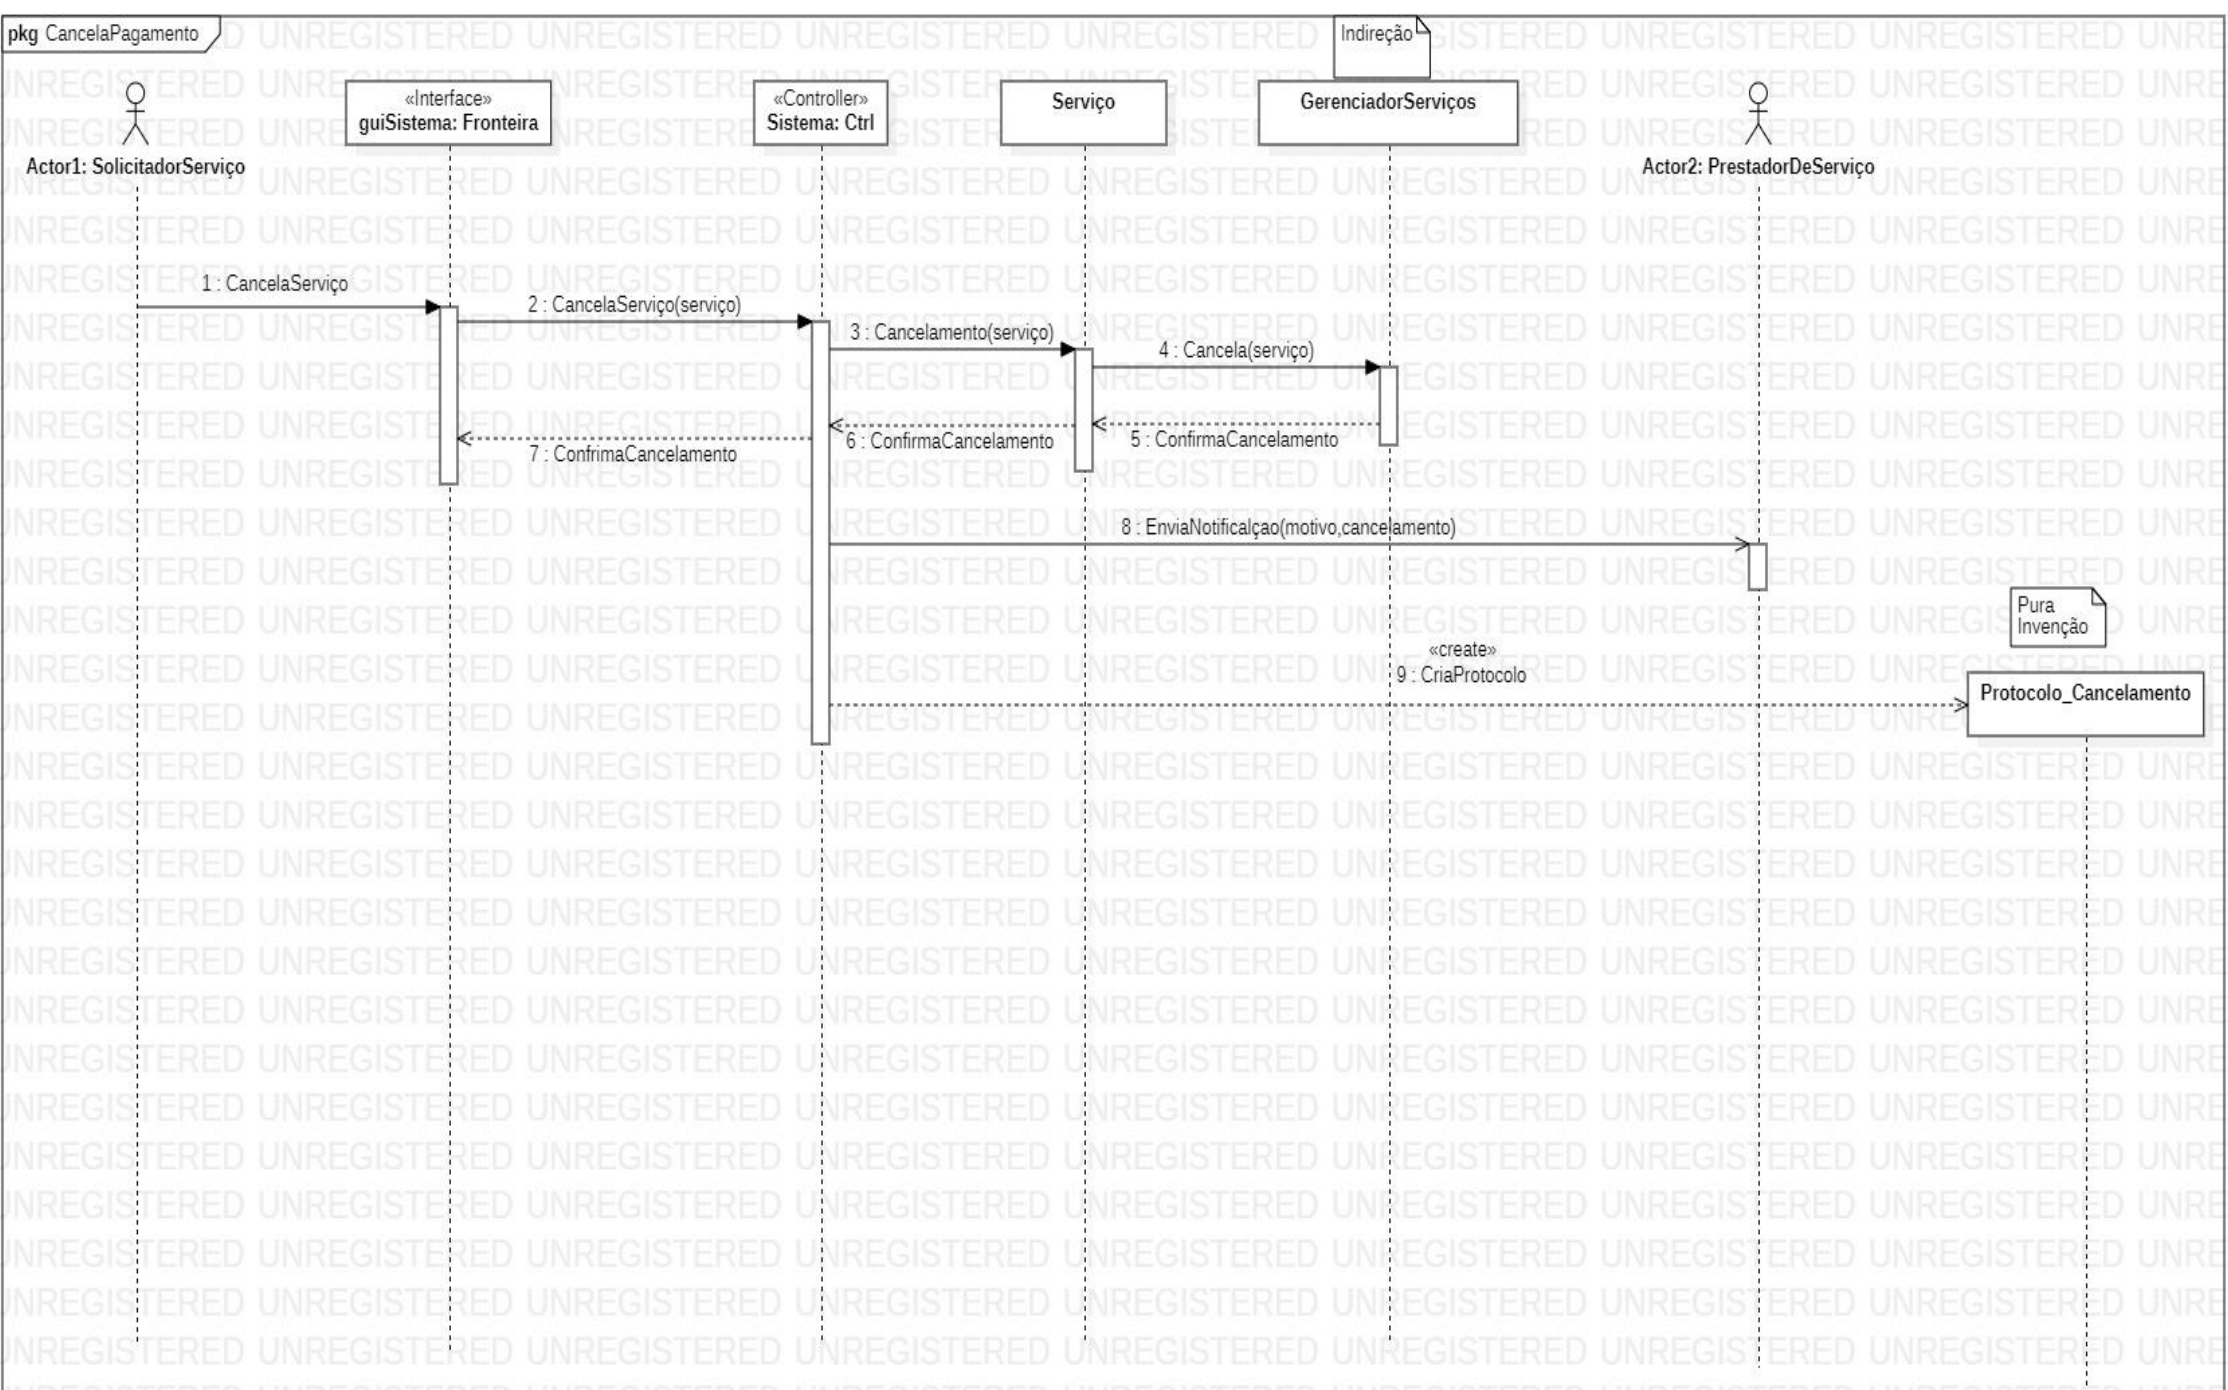 pkg CancelaPagamento
Indireção
«Interface»
guiSistema: Fronteira
«Controller»
Sistema: Ctrl
Serviço
GerenciadorServiços
Actor1: SolicitadorServiço
Actor2: PrestadorDeServiço
1 : CancelaServiço
2 : CancelaServiço(serviço)
3 : Cancelamento(serviço)
4 : Cancela(serviço)
5 : ConfirmaCancelamento
6 : ConfirmaCancelamento
7 : ConfrimaCancelamento
8 : EnviaNotificalçao(motivo,cancelamento)
Pura
Invenção
«create»
9 : CriaProtocolo
Protocolo_Cancelamento
UNREGISTERED